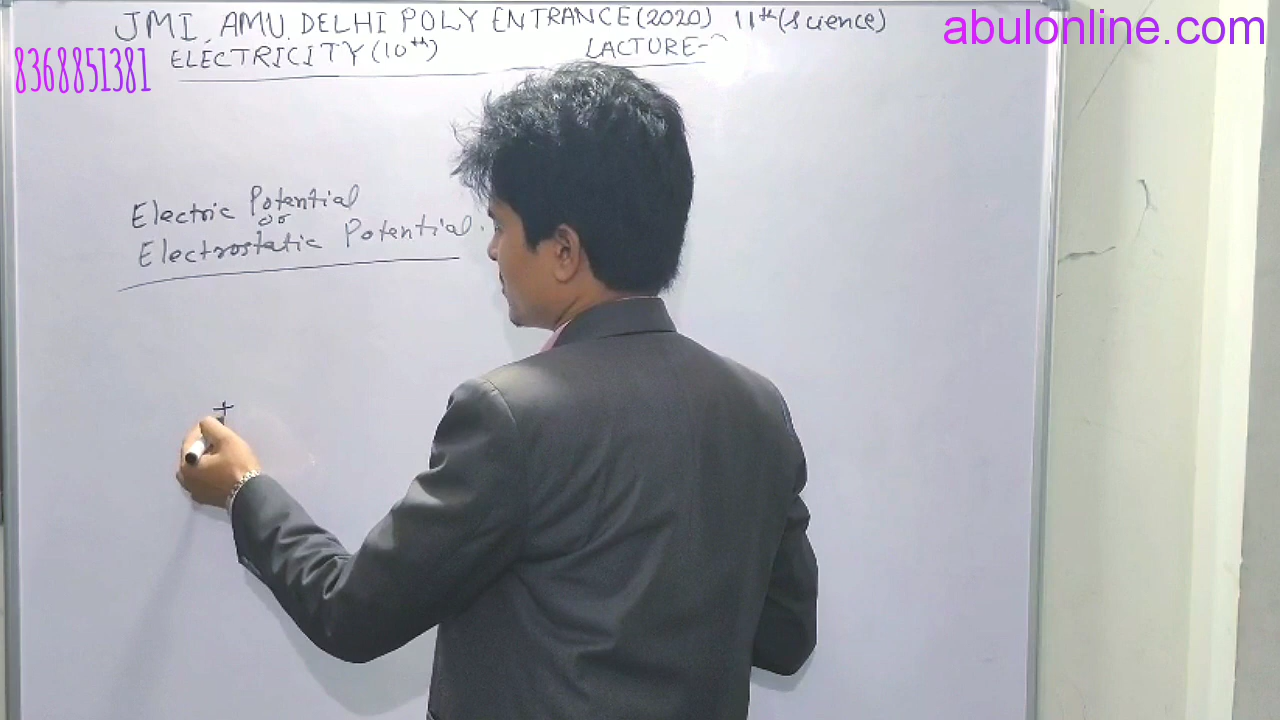 JMI, AMU, DELHI POLY ENTRANCE (2020) 11th (Science)
abulonline.com
8368851381
ELECTRICITY (10th)
LACTURE-
Electric Potential
or
Electrostatic Potential.
+